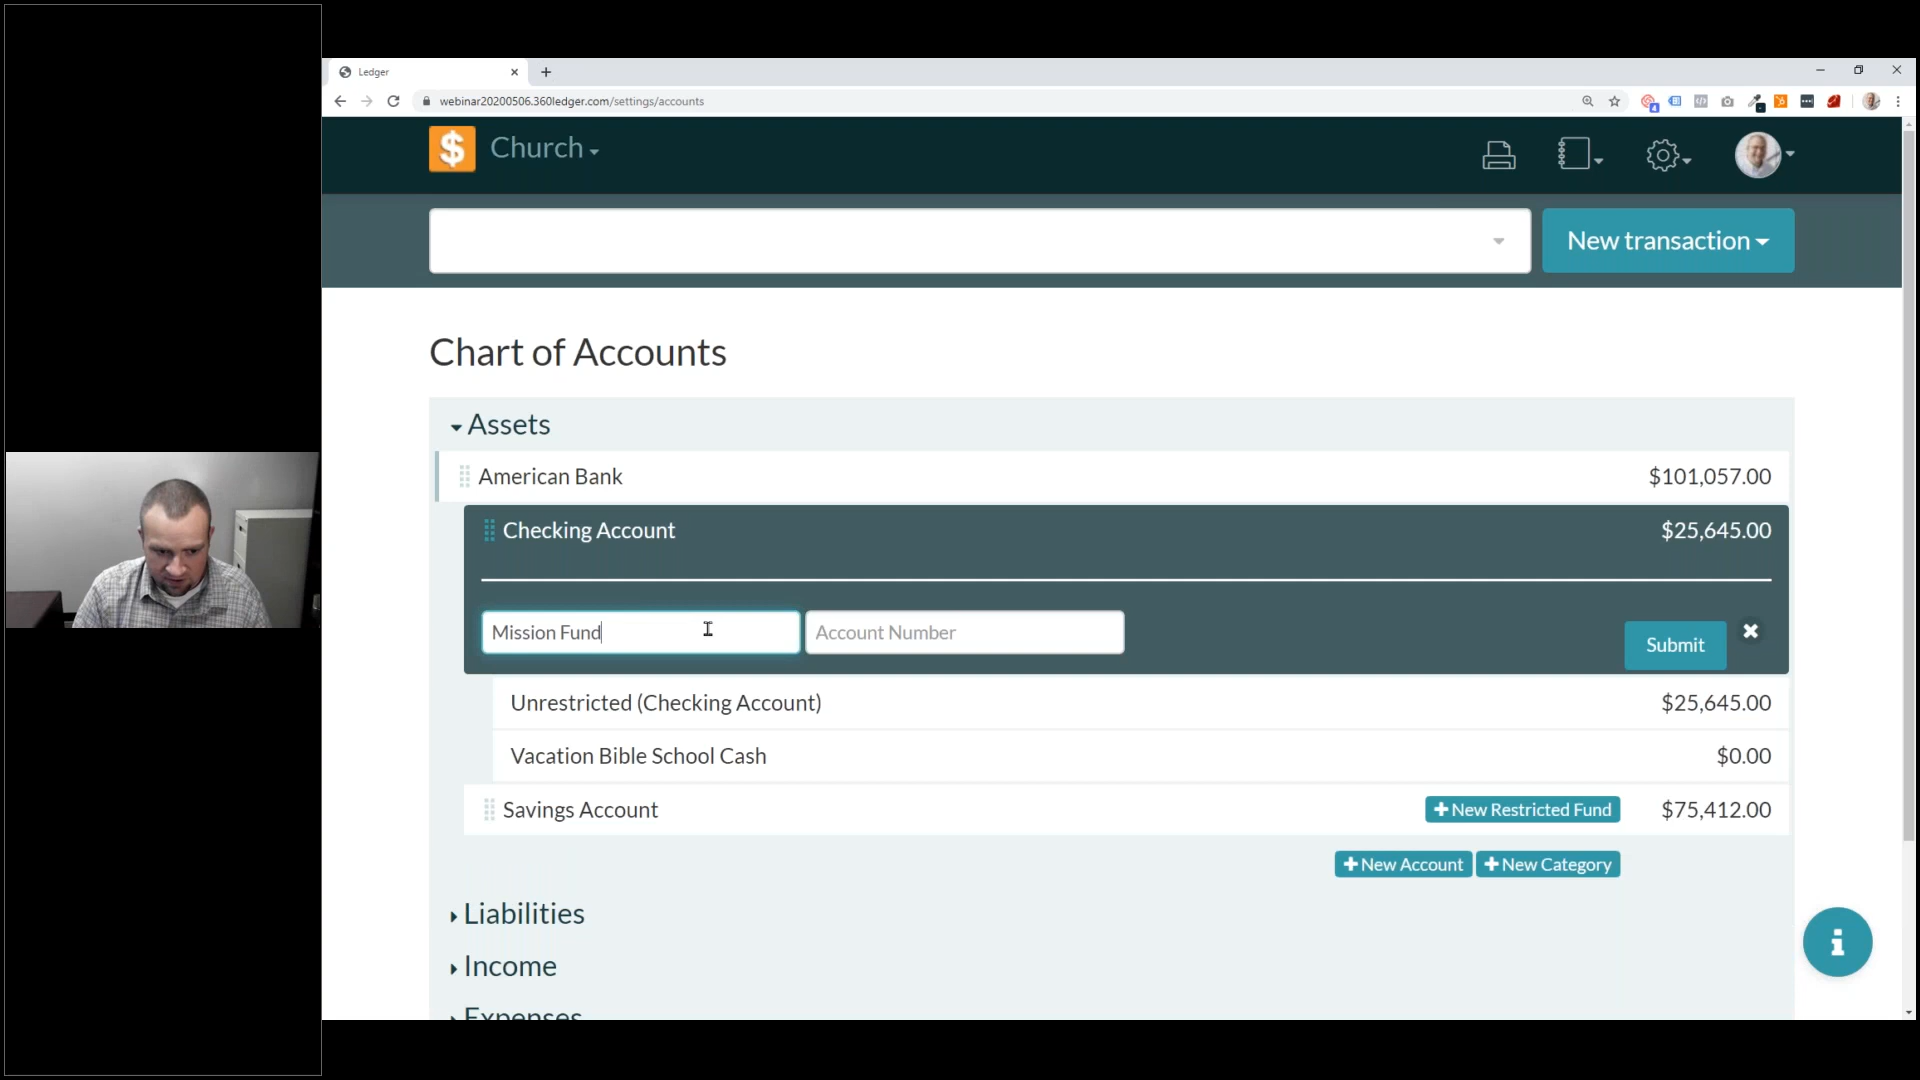 Ledger
webinar20200506.360ledger.com/settings/accounts
$ Church
New transaction
Chart of Accounts
Assets
American Bank $101,057.00
Checking Account $25,645.00
Mission Fund Account Number Submit
Unrestricted (Checking Account) $25,645.00
Vacation Bible School Cash $0.00
Savings Account New Restricted Fund $75,412.00
New Account New Category
Liabilities
Income
Expenses